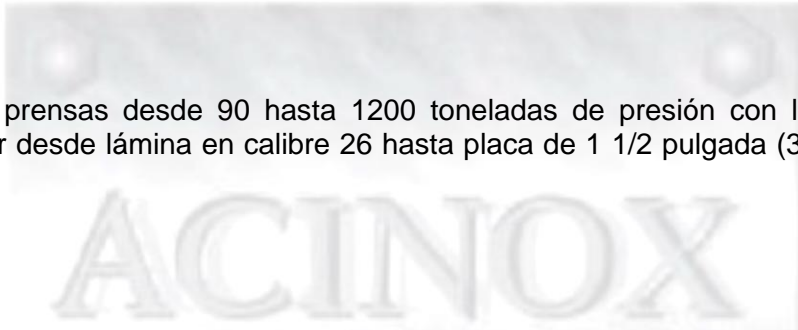 prensas desde 90 hasta 1200 toneladas de presión con l
r desde lámina en calibre 26 hasta placa de 1 1/2 pulgada (3
ACINOX